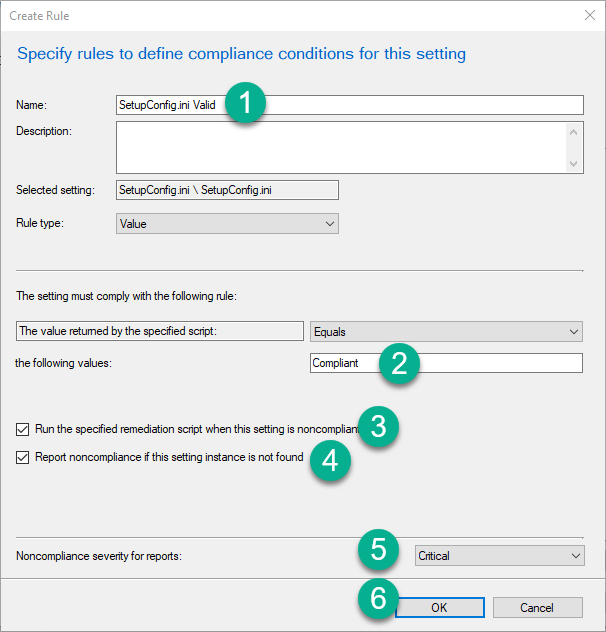 Create Rule
Specify rules to define compliance conditions for this setting
Name:
SetupConfig.ini Valid
1
Description:
Selected setting:
SetupConfig.ini \ SetupConfig.ini
Rule type:
Value
The setting must comply with the following rule:
The value returned by the specified script:
Equals
the following values:
Compliant
2
Run the specified remediation script when this setting is noncompliant
3
Report noncompliance if this setting instance is not found
4
Noncompliance severity for reports:
5
Critical
6
OK
Cancel